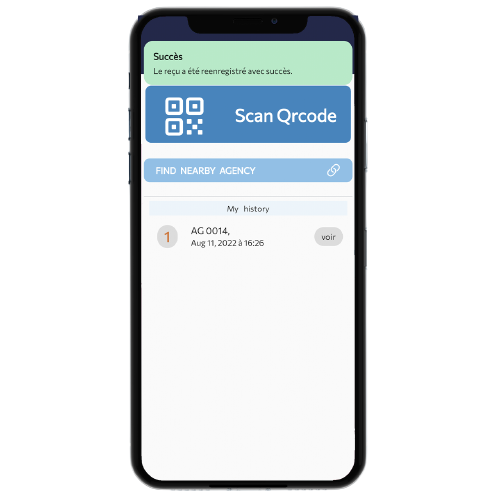 Succès
Le reçu a été reenregistré avec succès.
Scan Qrcode
FIND NEARBY AGENCY
My history
1
AG 0014,
voir
Aug 11, 2022 à 16:26